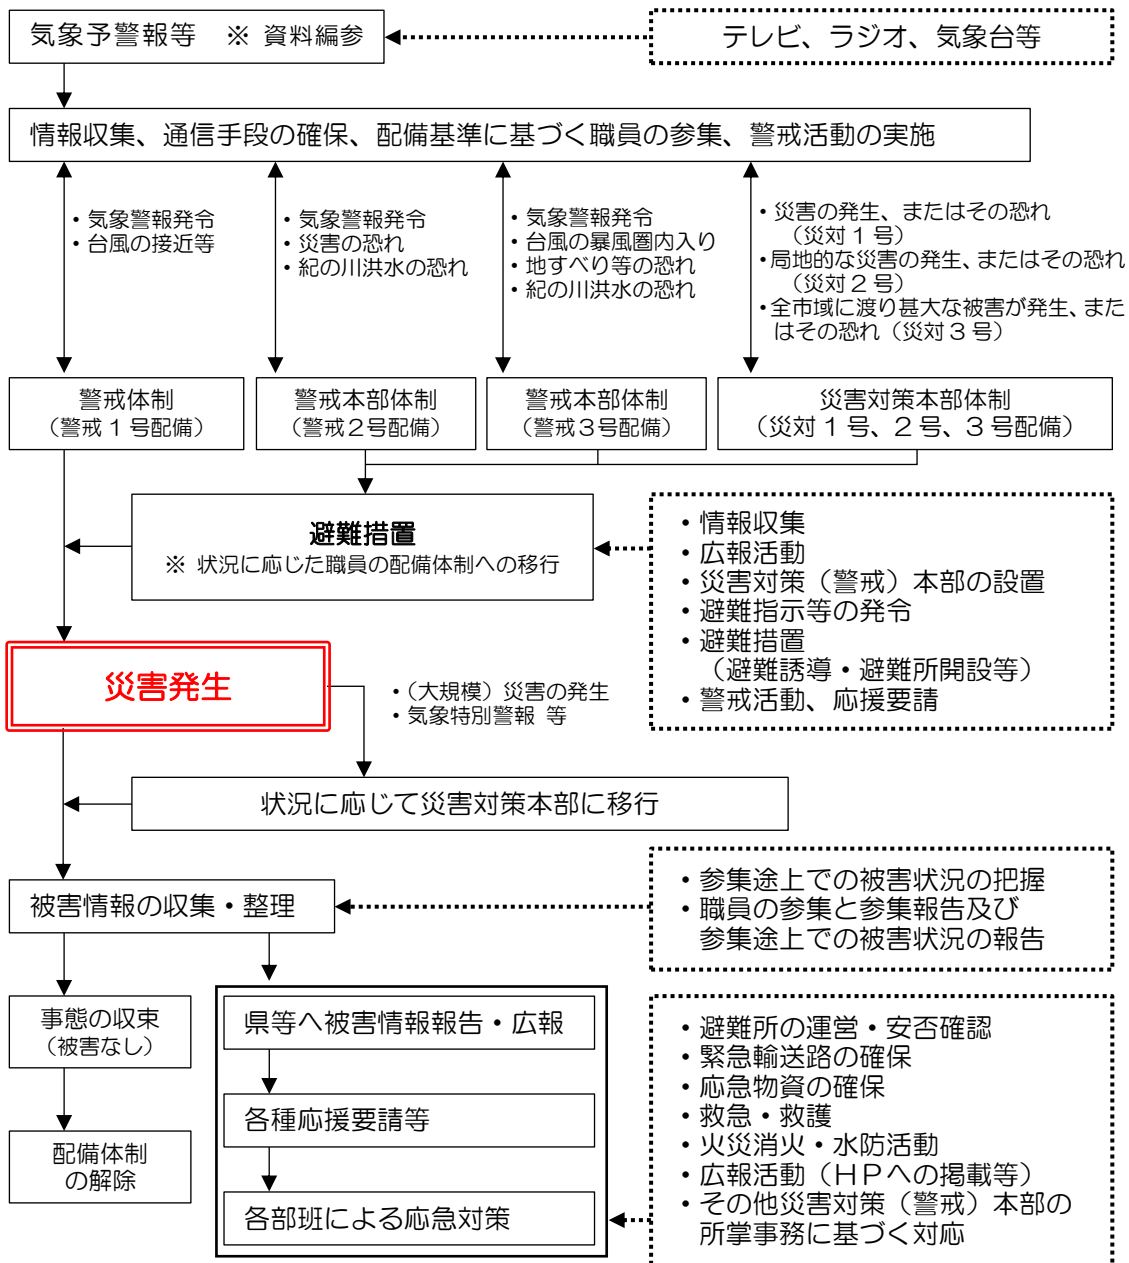 気象予警報等　※ 資料編参
テレビ、ラジオ、気象台等
情報収集、通信手段の確保、配備基準に基づく職員の参集、警戒活動の実施
・気象警報発令
・台風の接近等
・気象警報発令
・災害の恐れ
・紀の川洪水の恐れ
・気象警報発令
・台風の暴風圏内入り
・地すべり等の恐れ
・紀の川洪水の恐れ
・災害の発生、またはその恐れ
（災対１号）
・局地的な災害の発生、またはその恐れ
（災対２号）
・全市域に渡り甚大な被害が発生、また
はその恐れ（災対３号）
警戒体制
（警戒１号配備）
警戒本部体制
（警戒２号配備）
警戒本部体制
（警戒３号配備）
災害対策本部体制
（災対１号、２号、３号配備）
避難措置
※ 状況に応じた職員の配備体制への移行
・情報収集
・広報活動
・災害対策（警戒）本部の設置
・避難指示等の発令
・避難措置
（避難誘導・避難所開設等）
・警戒活動、応援要請
災害発生
・（大規模）災害の発生
・気象特別警報 等
状況に応じて災害対策本部に移行
被害情報の収集・整理
・参集途上での被害状況の把握
・職員の参集と参集報告及び
参集途上での被害状況の報告
事態の収束
（被害なし）
配備体制
の解除
県等へ被害情報報告・広報
各種応援要請等
各部班による応急対策
・避難所の運営・安否確認
・緊急輸送路の確保
・応急物資の確保
・救急・救護
・火災消火・水防活動
・広報活動（ＨＰへの掲載等）
・その他災害対策（警戒）本部の
所掌事務に基づく対応